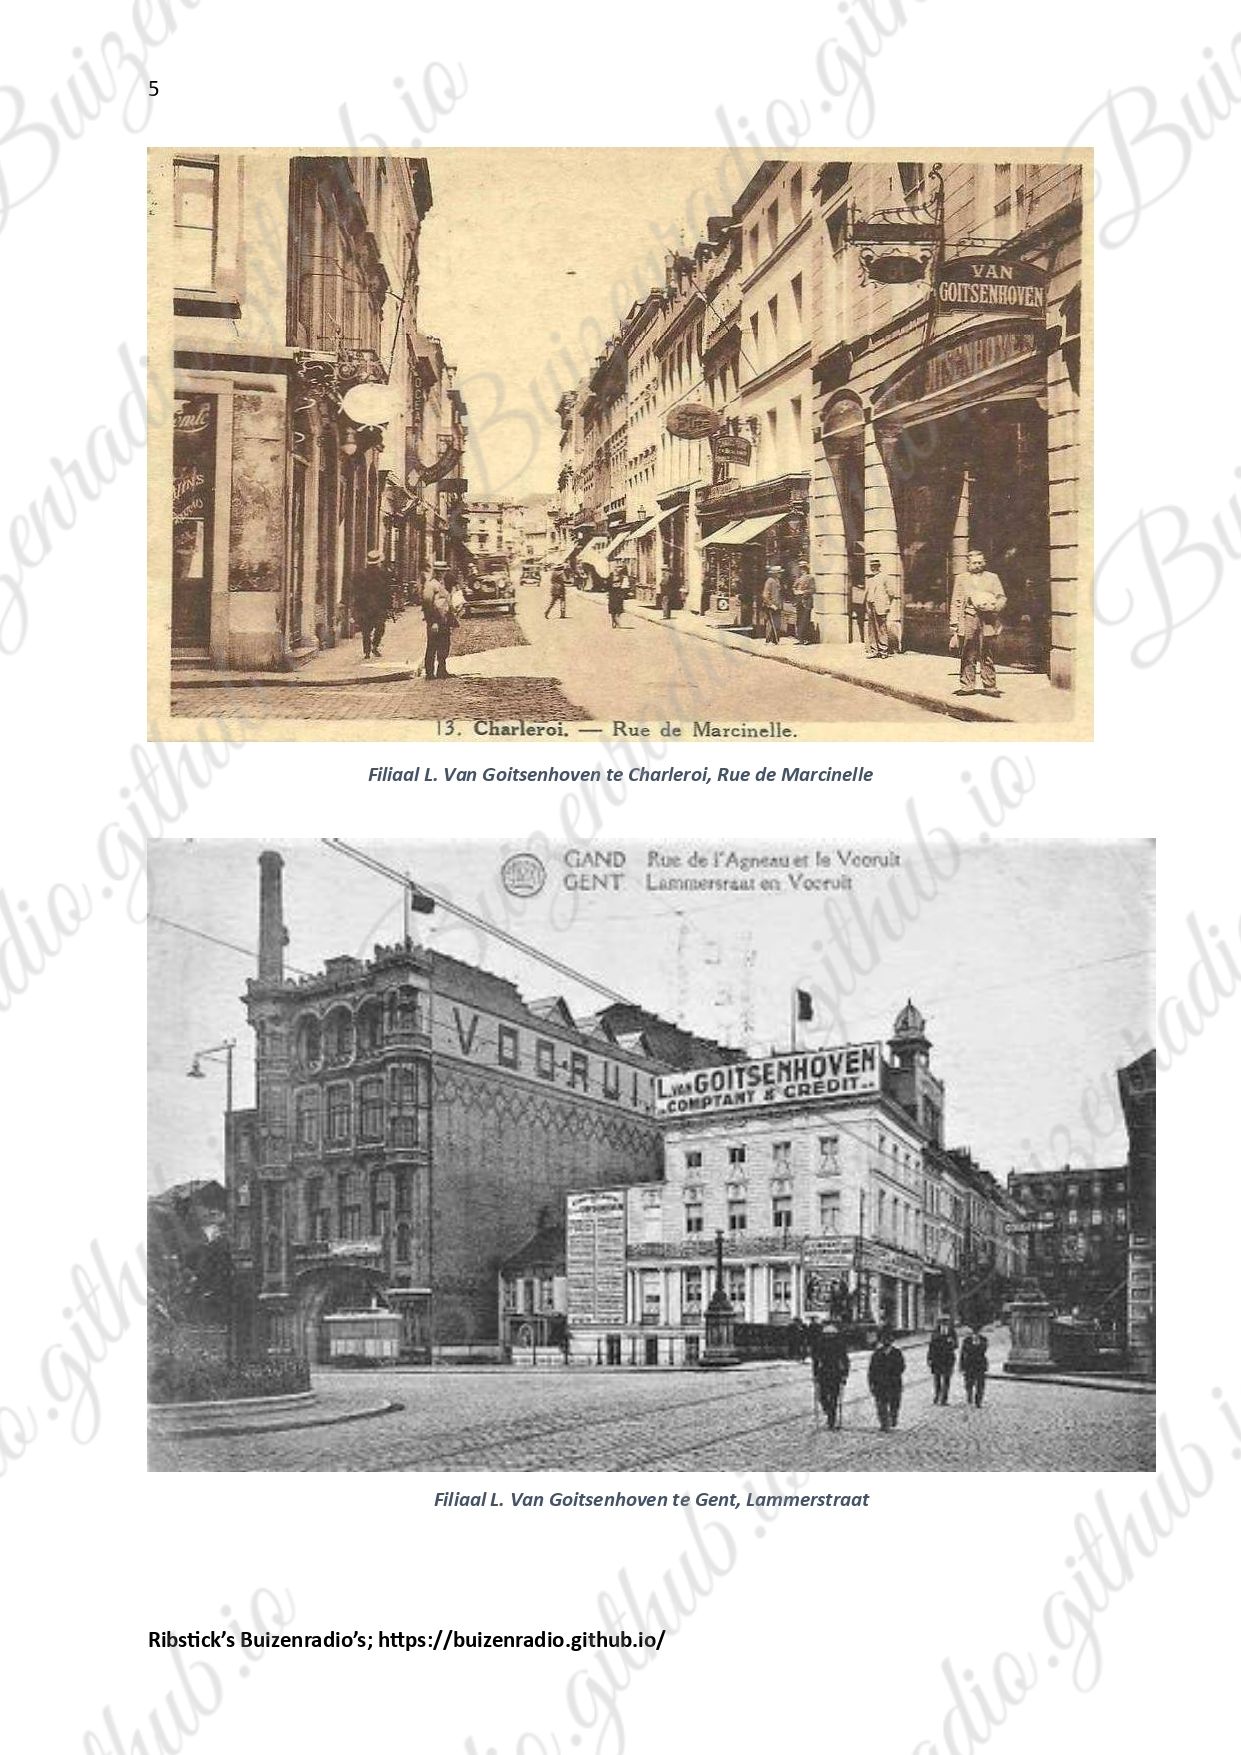 5
VAN
GOITSENHOVEN
13. Charleroi. — Rue de Marcinelle.
Filiaal L. Van Goitsenhoven te Charleroi, Rue de Marcinelle
GAND Rue de l'Agneau et le Vooruit
GENT Lammersraat en Vooruit
VOORUI
L. VAN GOITSENHOVEN
COMPTANT & CREDIT
Filiaal L. Van Goitsenhoven te Gent, Lammerstraat
Ribstick’s Buizenradio’s; https://buizenradio.github.io/